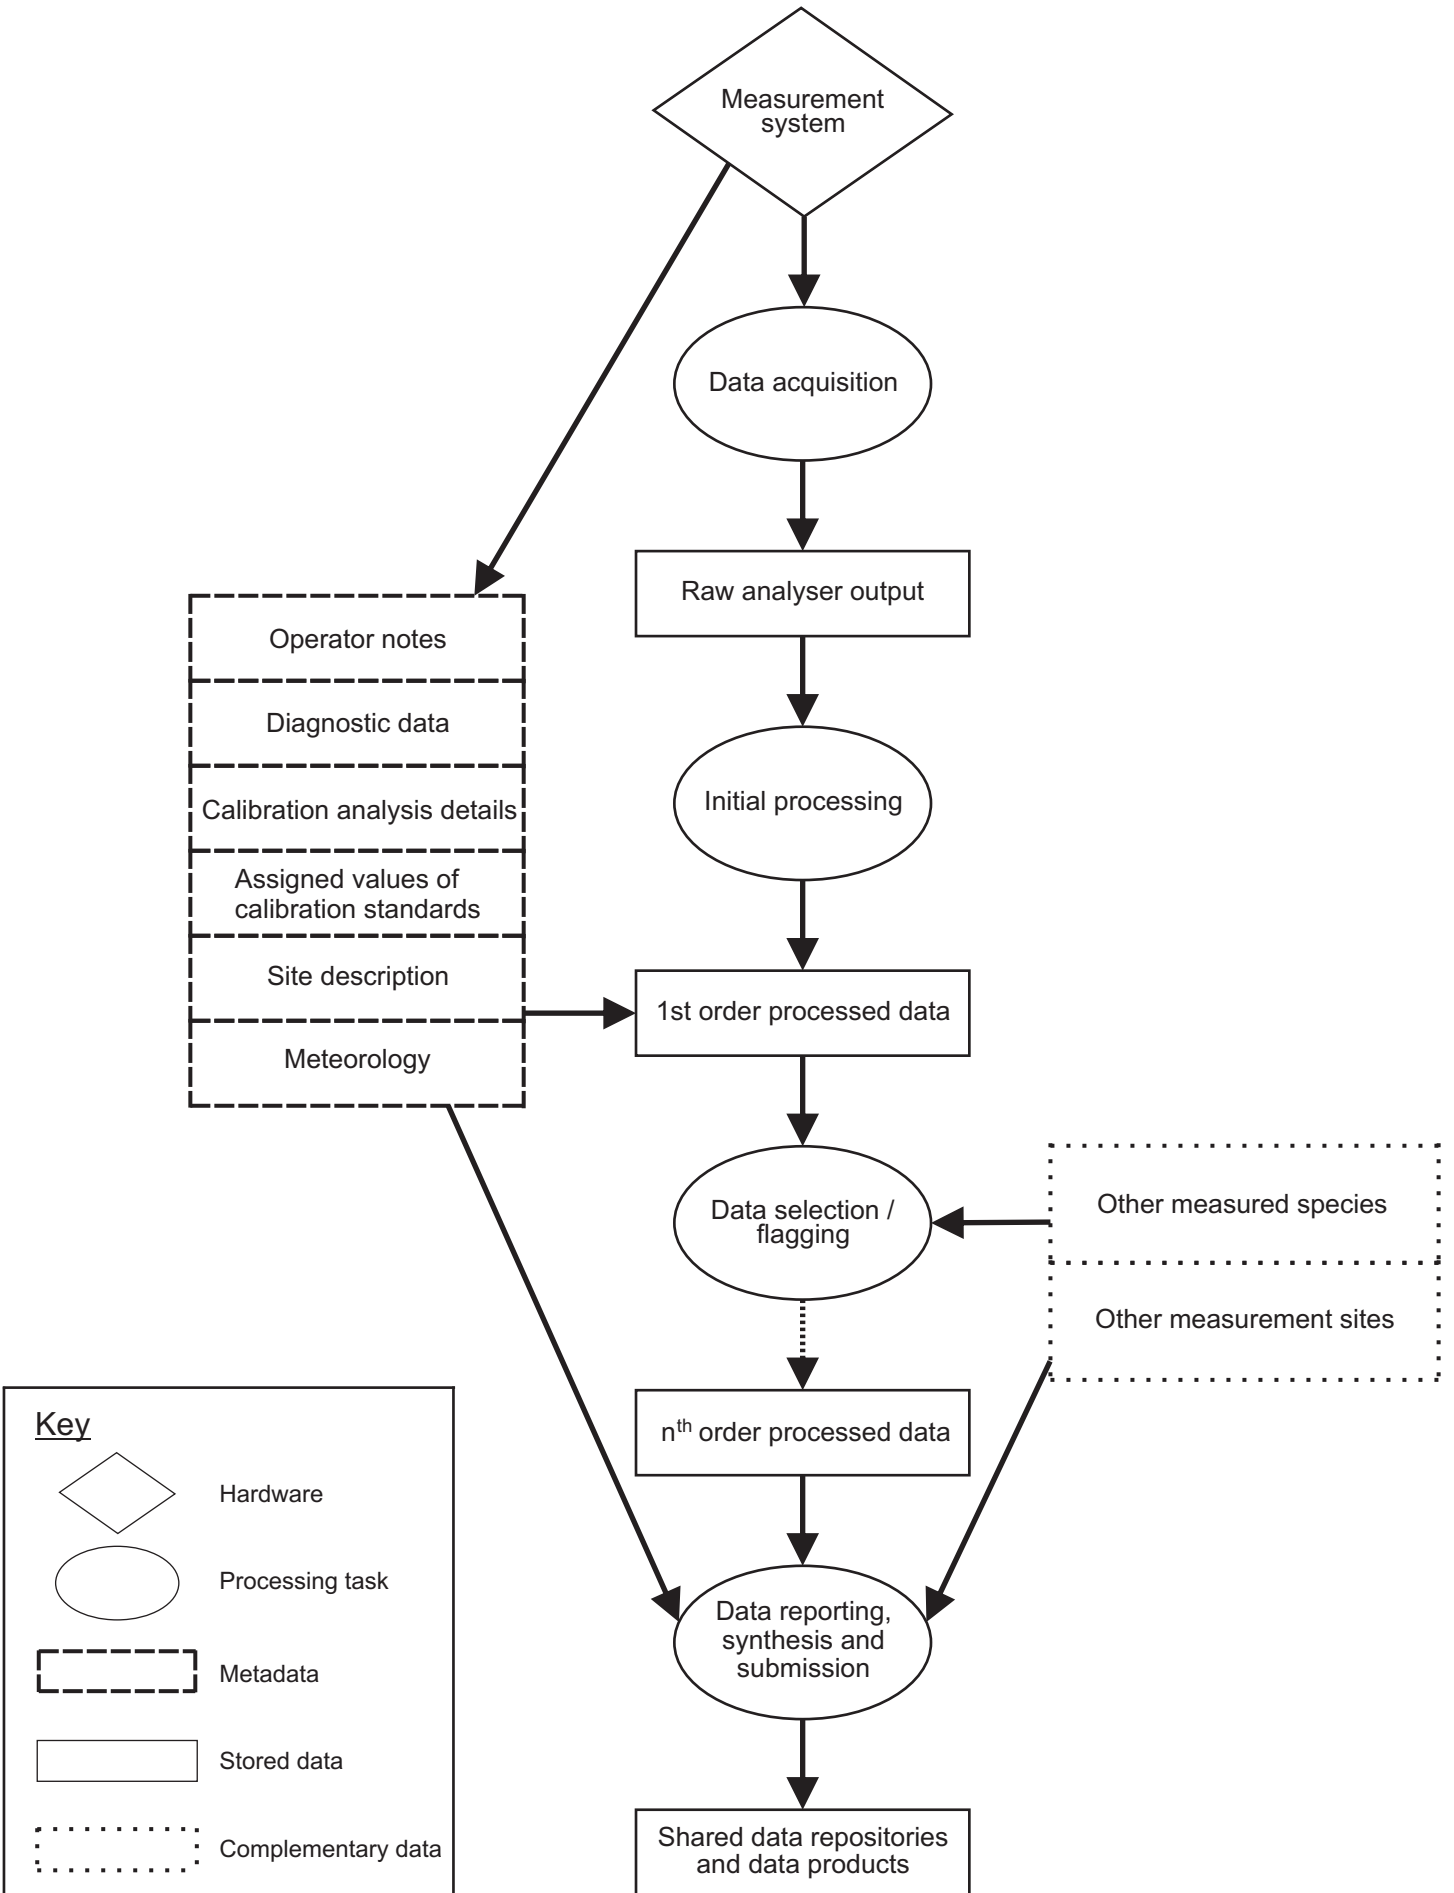 Measurement
system
Data acquisition
Raw analyser output
Operator notes
Diagnostic data
Calibration analysis details
Assigned values of
calibration standards
Site description
Meteorology
Initial processing
1st order processed data
Data selection /
flagging
Other measured species
Other measurement sites
nth order processed data
Data reporting,
synthesis and
submission
Shared data repositories
and data products
Key
Hardware
Processing task
Metadata
Stored data
Complementary data